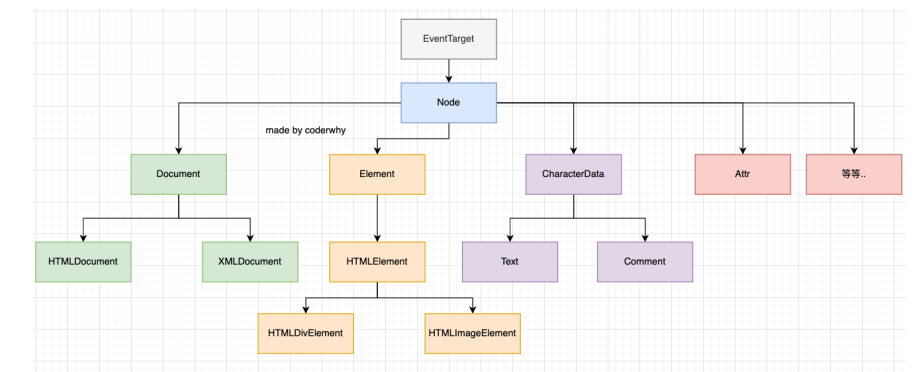 EventTarget
Node
made by coderwhy
Document
Element
CharacterData
Attr
等等..
HTMLDocument
XMLDocument
HTMLElement
Text
Comment
HTMLDivElement
HTMLImageElement